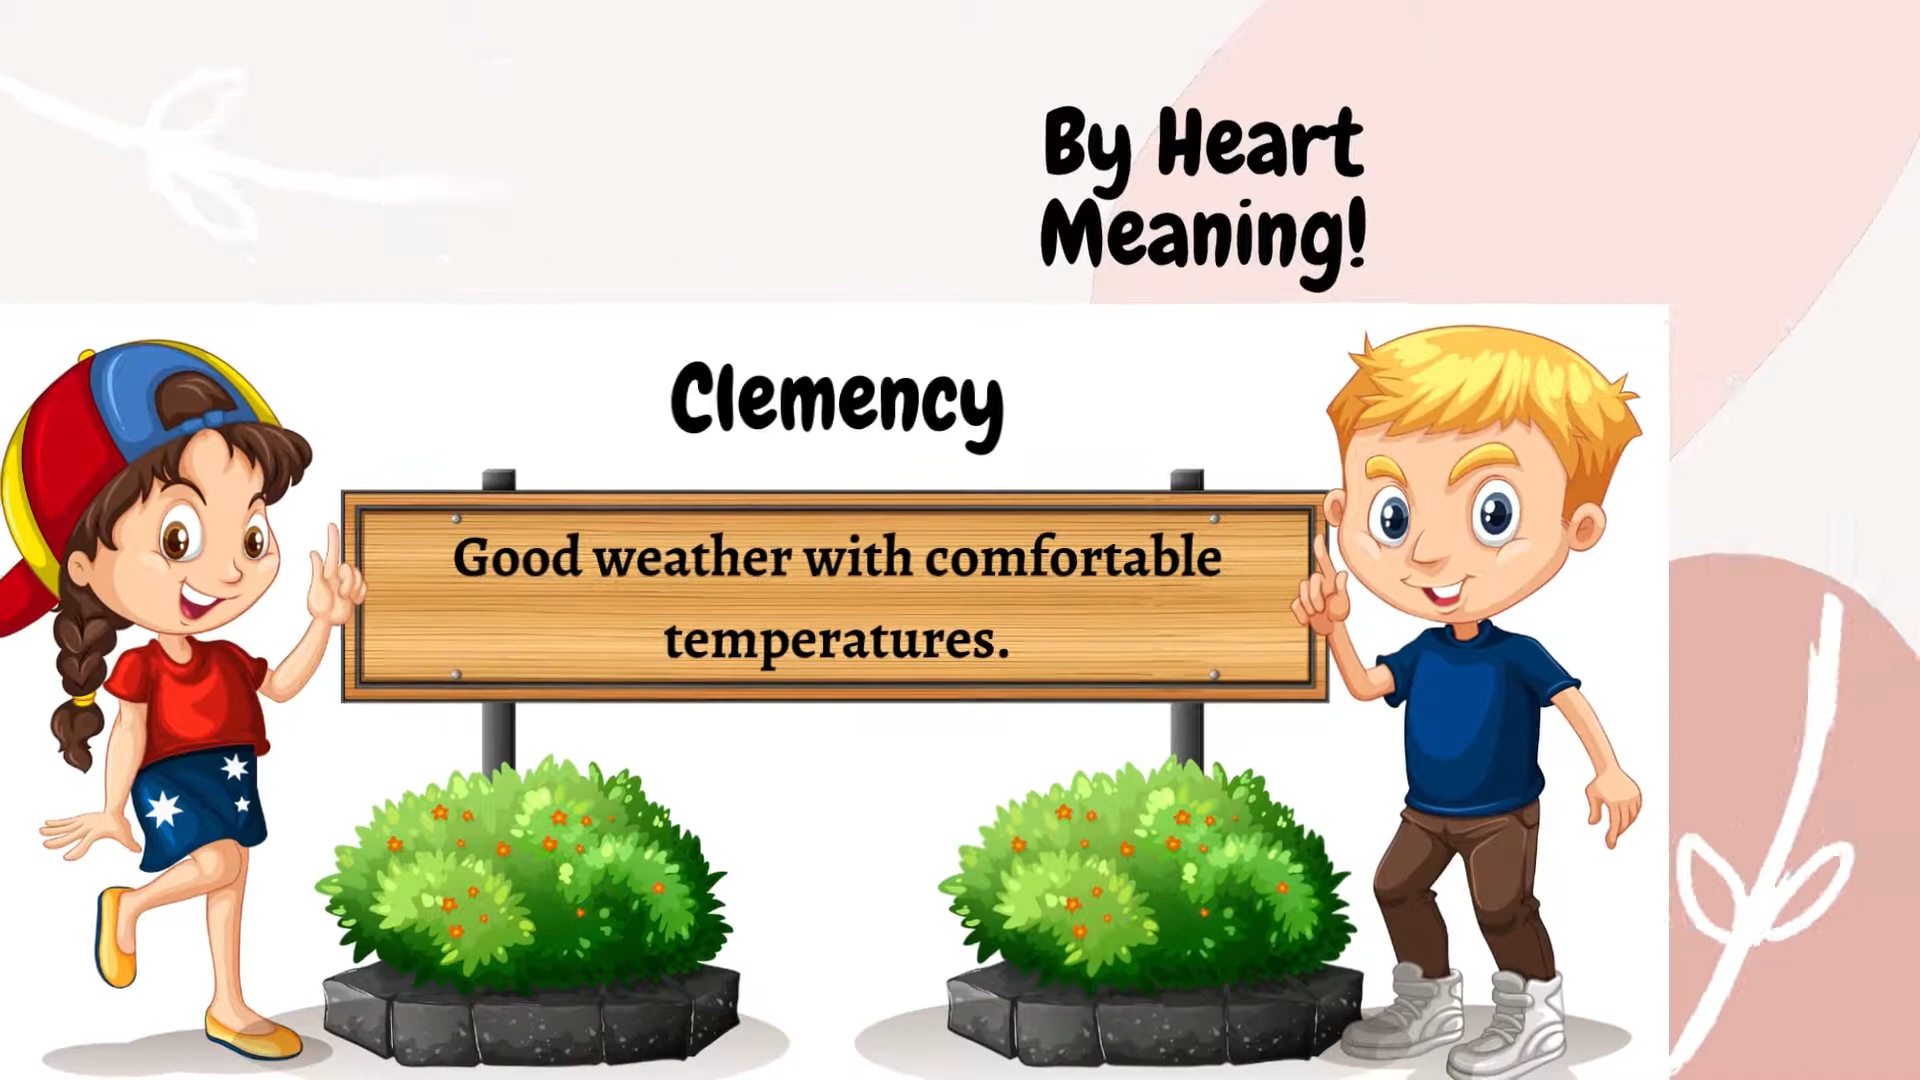 By Heart
Meaning!
Clemency
Good weather with comfortable
temperatures.